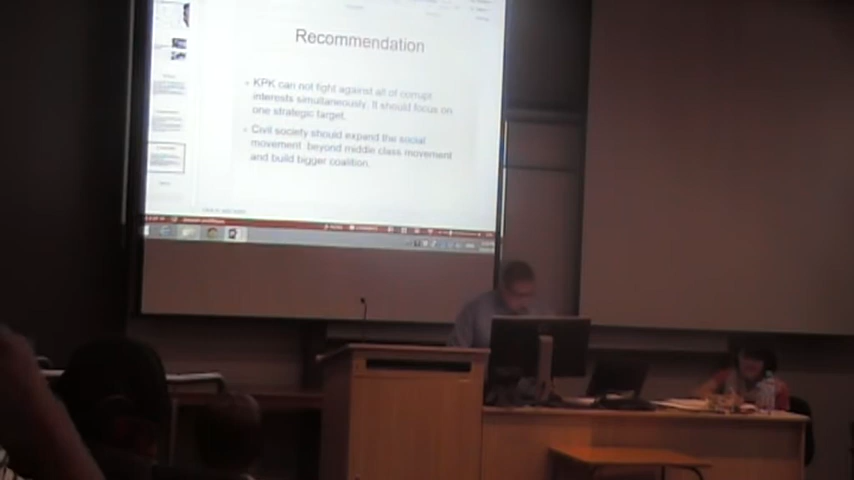 Recommendation
KPK can not fight against all of corrupt
interests simultaneously. It should focus on
one strategic target.
Civil society should expand the social
movement beyond middle class movement
and build bigger coalition.